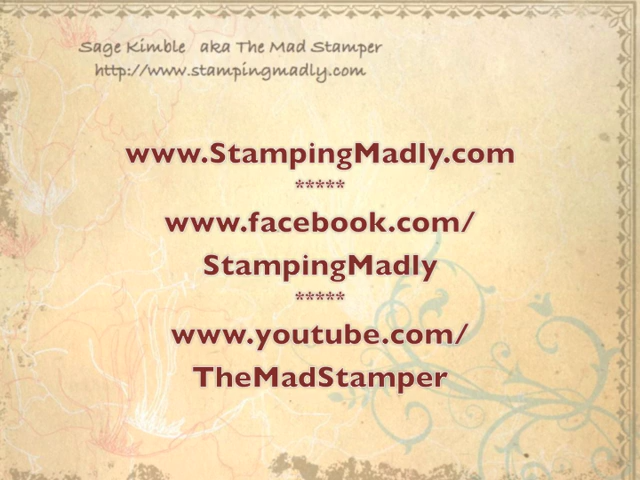 Sage Kimble aka The Mad Stamper
http://www.stampingmadly.com
www.StampingMadly.com
*****
www.facebook.com/
StampingMadly
*****
www.youtube.com/
TheMadStamper